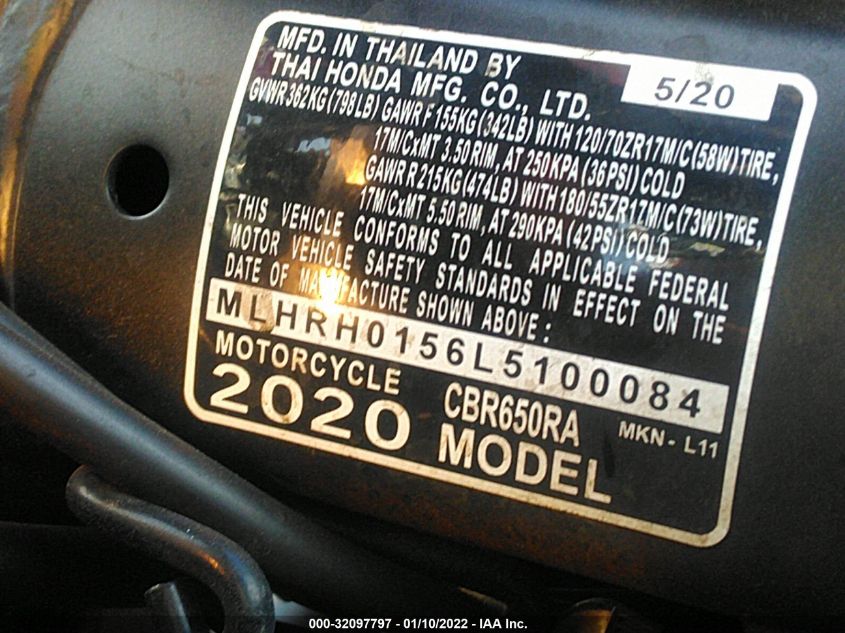 MFD. IN THAILAND BY
5/20
THAI HONDA MFG. CO., LTD.
GVWR 362KG (798LB) GAWR F 155KG (342LB) WITH 120/70ZR17M/C (58W) TIRE,
17M/CxMT 3.50 RIM, AT 250KPA (36PSI) COLD
GAWR R 215KG (474LB) WITH 180/55ZR17M/C (73W) TIRE,
17M/CxMT 5.50 RIM, AT 290KPA (42PSI) COLD
THIS VEHICLE CONFORMS TO ALL APPLICABLE FEDERAL
MOTOR VEHICLE SAFETY STANDARDS IN EFFECT ON THE
DATE OF MANUFACTURE SHOWN ABOVE :
MLHRH0156L5100084
MOTORCYCLE CBR650RA MKN - L11
2020 MODEL
000-32097797 - 01/10/2022 - IAA Inc.